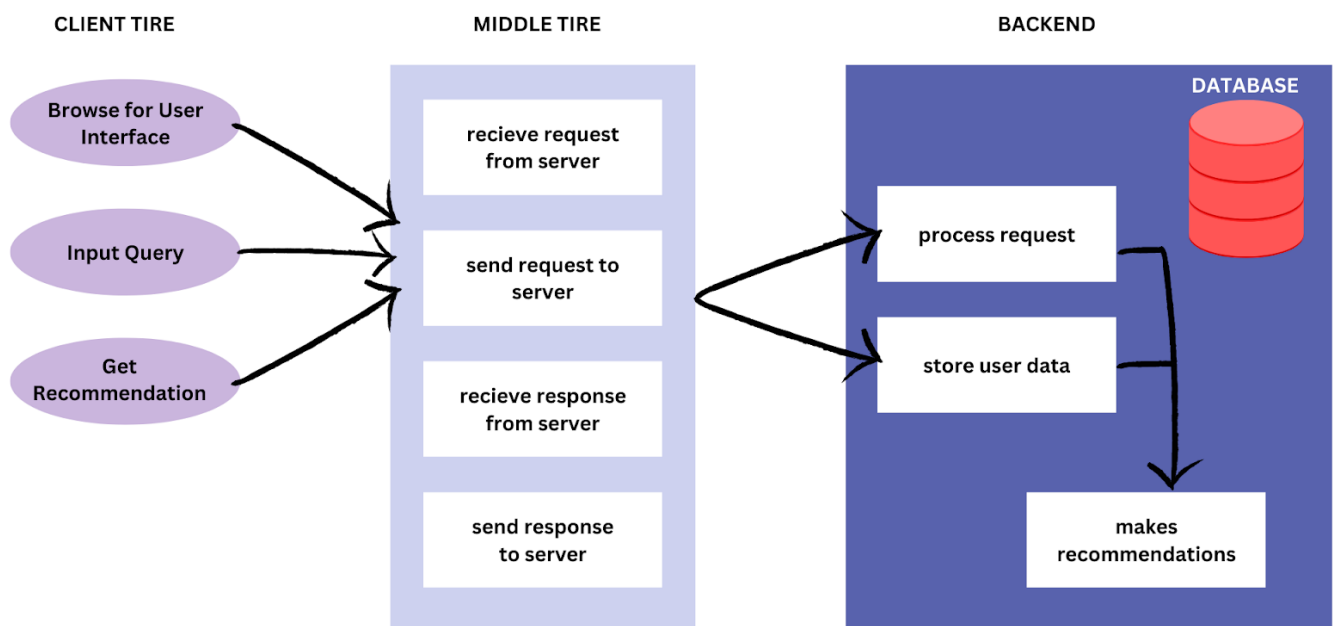 CLIENT TIRE
MIDDLE TIRE
BACKEND
Browse for User
Interface
Input Query
Get
Recommendation
recieve request
from server
send request to
server
recieve response
from server
send response
to server
DATABASE
process request
store user data
makes
recommendations